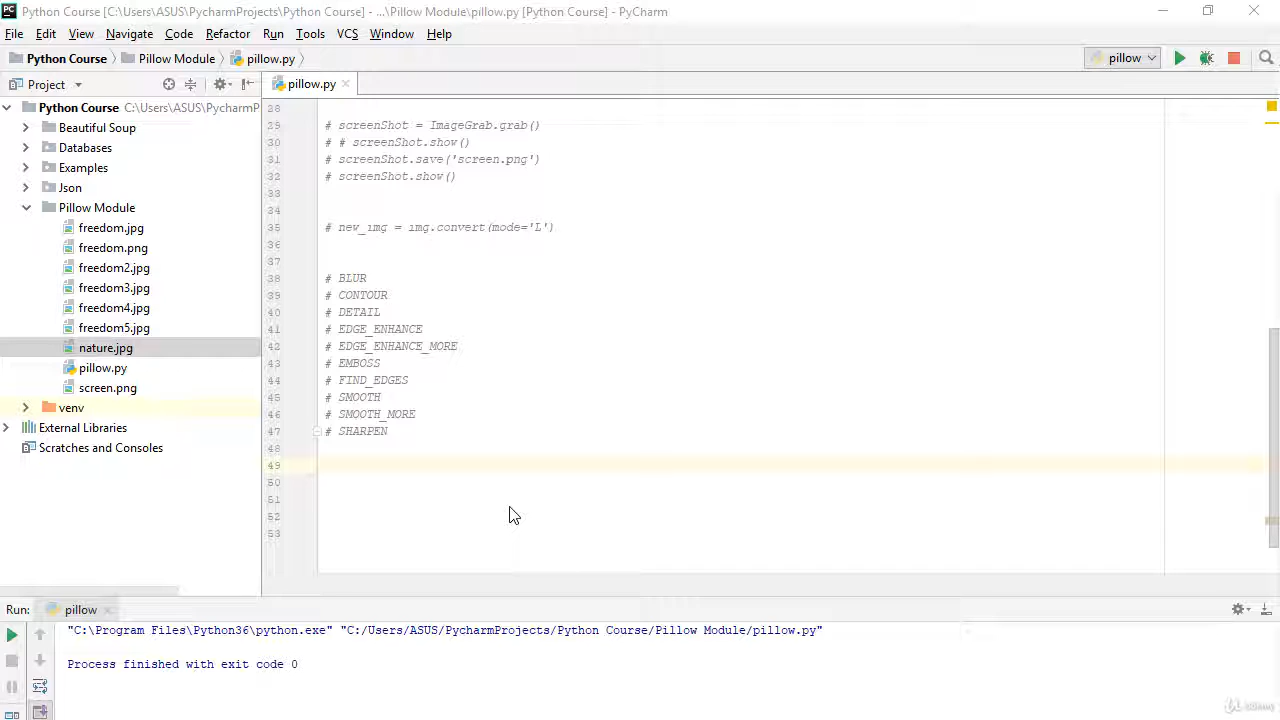 Python Course [C:\Users\ASUS\PycharmProjects\Python Course] - ...\Pillow Module\pillow.py [Python Course] - PyCharm
File Edit View Navigate Code Refactor Run Tools VCS Window Help
Python Course Pillow Module pillow.py pillow
Project pillow.py
Python Course C:\Users\ASUS\PycharmP
Beautiful Soup
Databases
Examples
Json
Pillow Module
freedom.jpg
freedom.png
freedom2.jpg
freedom3.jpg
freedom4.jpg
freedom5.jpg
nature.jpg
pillow.py
screen.png
venv
External Libraries
Scratches and Consoles
28
29 # screenShot = ImageGrab.grab()
30 # # screenShot.show()
31 # screenShot.save('screen.png')
32 # screenShot.show()
33
34
35 # new_img = img.convert(mode='L')
36
37
38 # BLUR
39 # CONTOUR
40 # DETAIL
41 # EDGE_ENHANCE
42 # EDGE_ENHANCE_MORE
43 # EMBOSS
44 # FIND_EDGES
45 # SMOOTH
46 # SMOOTH_MORE
47 # SHARPEN
48
49
50
51
52
53
Run: pillow
"C:\Program Files\Python36\python.exe" "C:/Users/ASUS/PycharmProjects/Python Course/Pillow Module/pillow.py"
Process finished with exit code 0
Udemy